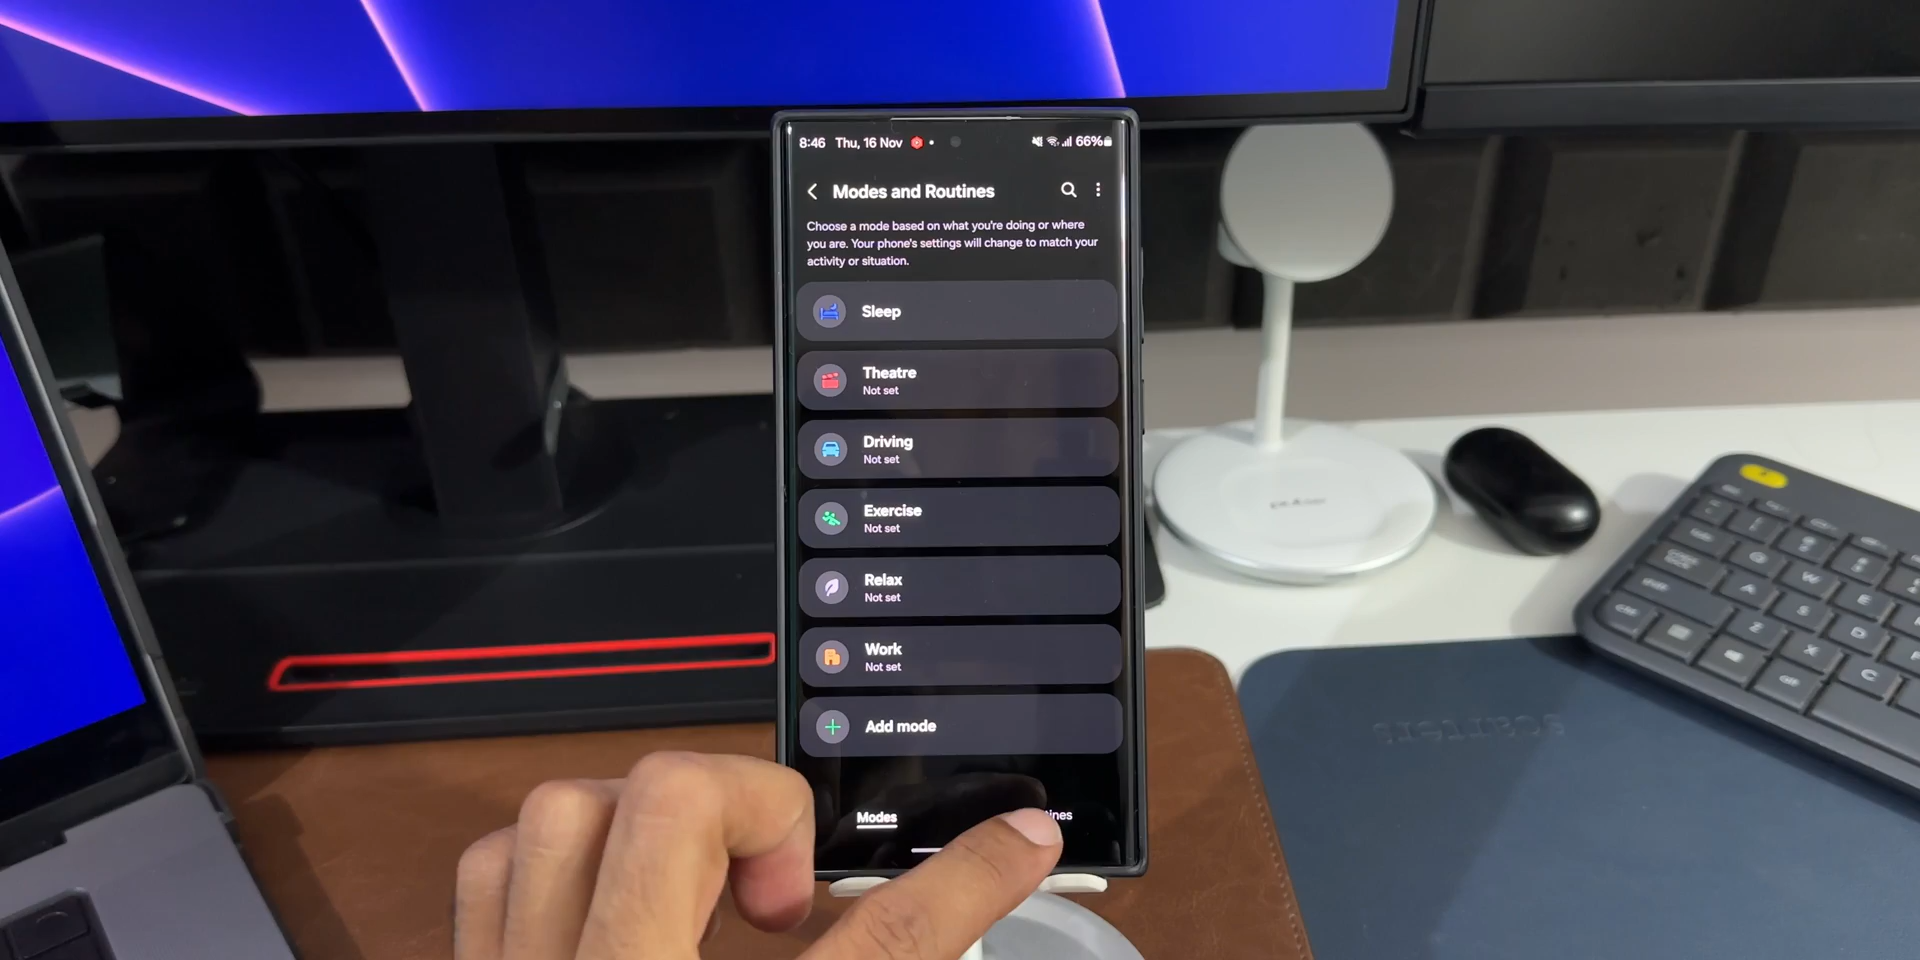 8:46 Thu, 16 Nov 66%
Modes and Routines
Choose a mode based on what you're doing or where
you are. Your phone's settings will change to match your
activity or situation.
Sleep
Theatre
Not set
Driving
Not set
Exercise
Not set
Relax
Not set
Work
Not set
Add mode
Modes